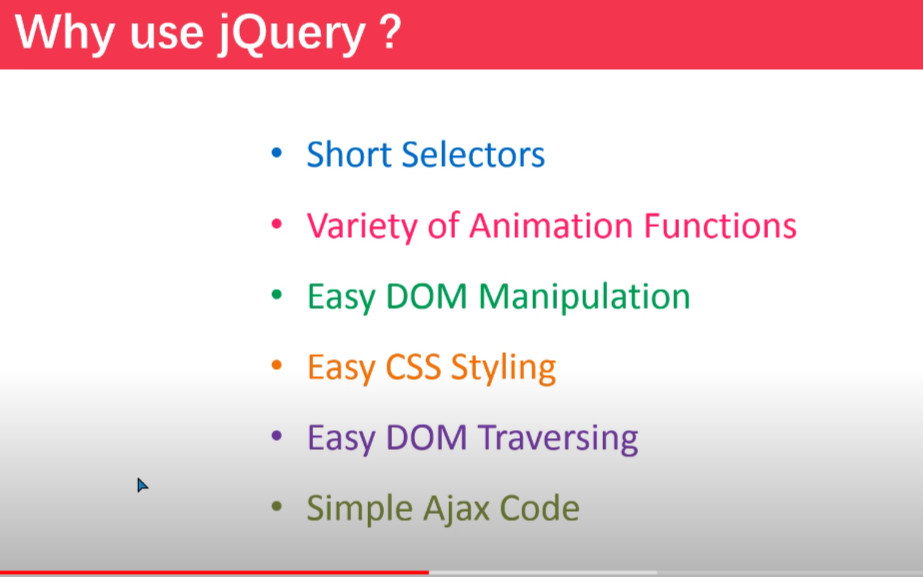 Why use jQuery ?
• Short Selectors
• Variety of Animation Functions
• Easy DOM Manipulation
• Easy CSS Styling
• Easy DOM Traversing
• Simple Ajax Code